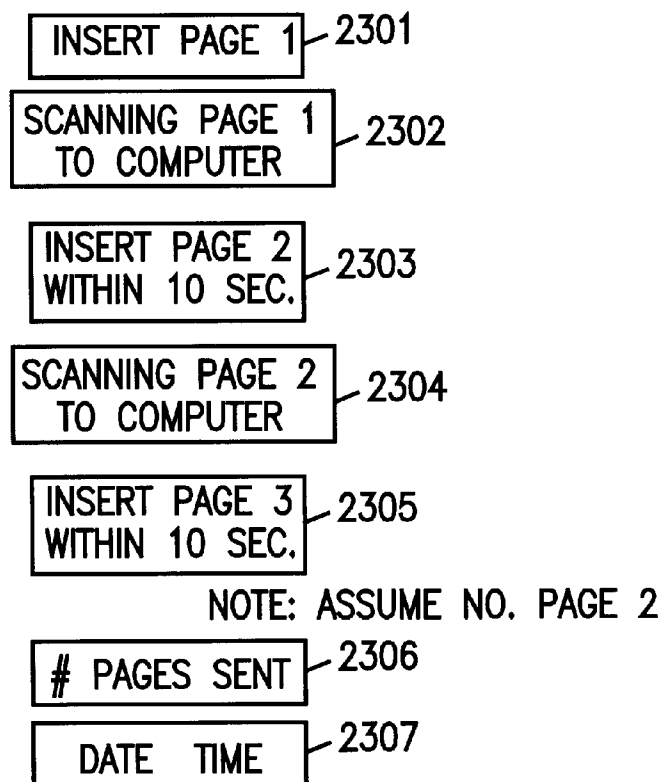 INSERT PAGE 1 2301
SCANNING PAGE 1
TO COMPUTER 2302
INSERT PAGE 2
WITHIN 10 SEC. 2303
SCANNING PAGE 2
TO COMPUTER 2304
INSERT PAGE 3
WITHIN 10 SEC. 2305
NOTE: ASSUME NO. PAGE 2
# PAGES SENT 2306
DATE TIME 2307